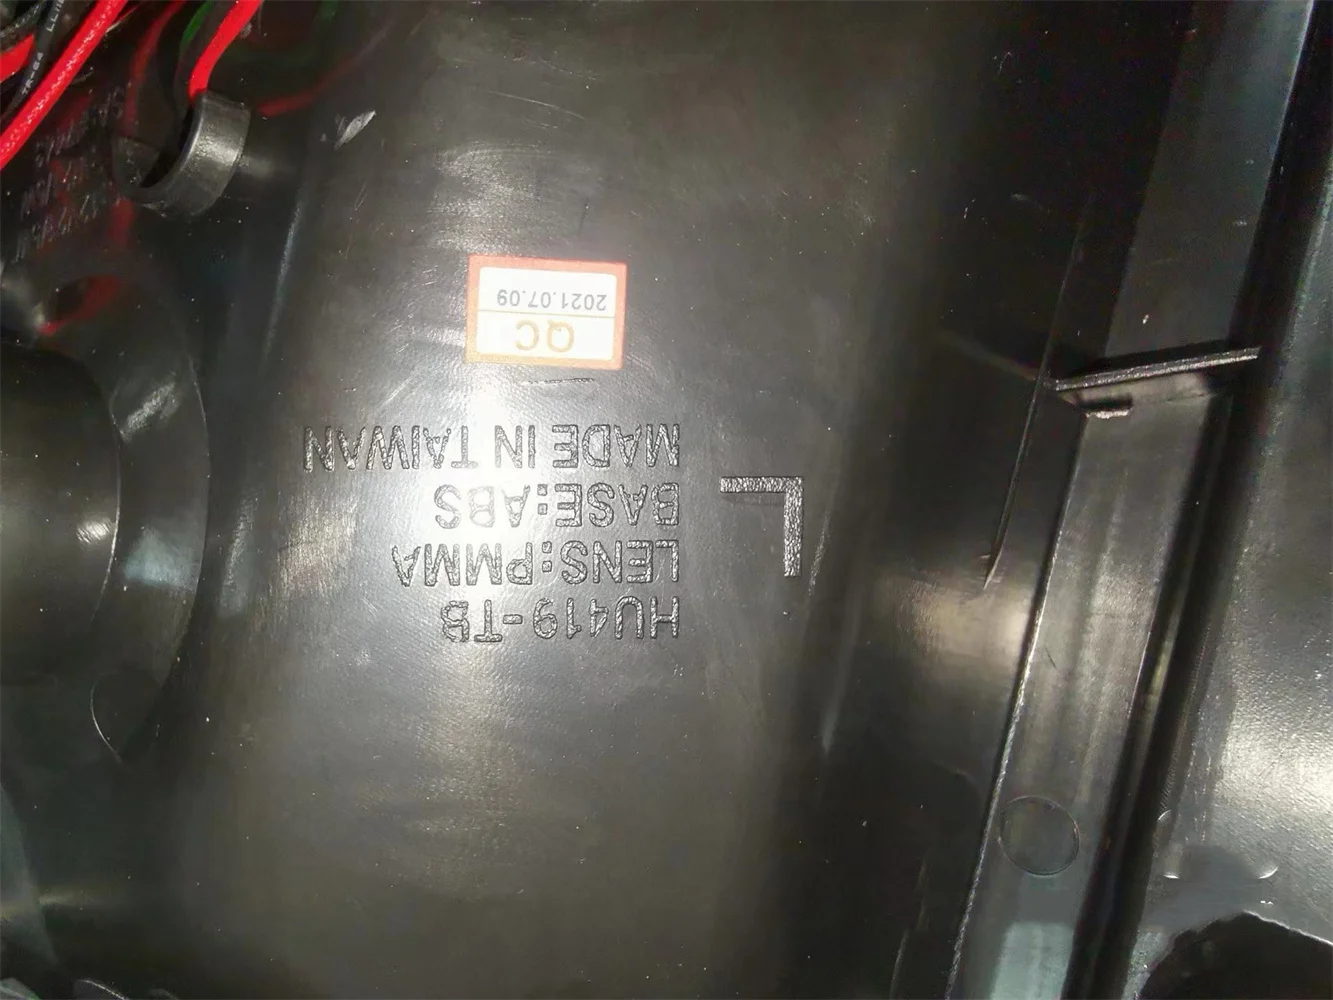 HU419-TB
LENS:PMMA
BASE:ABS
MADE IN TAIWAN
L
QC
2021.07.09